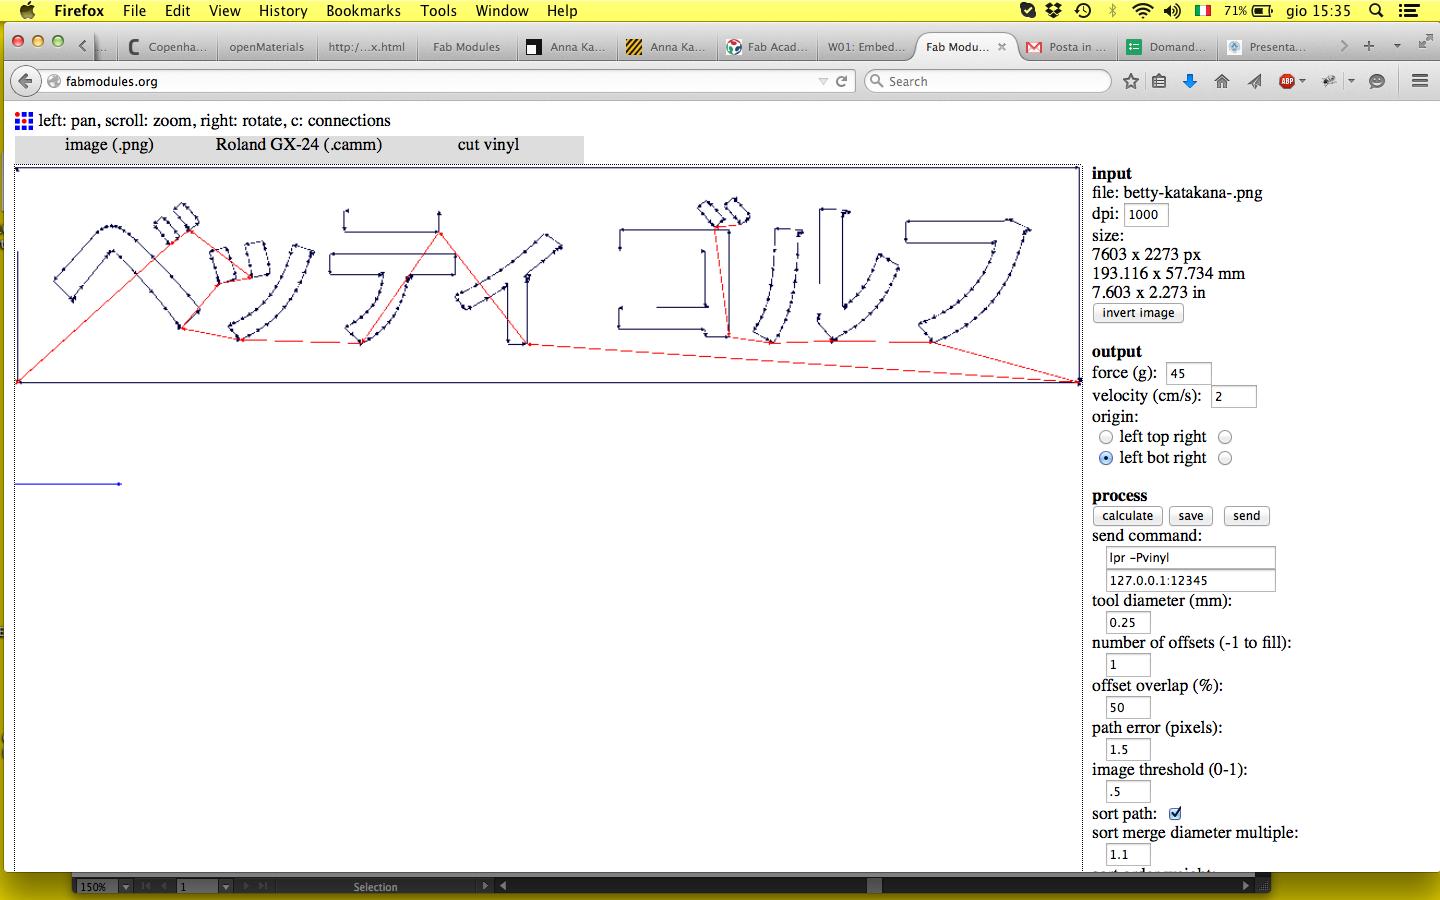 Firefox File Edit View History Bookmarks Tools Window Help 71% gio 15:35
... Copenha... openMaterials http:/...x.html Fab Modules Anna Ka... Anna Ka... Fab Acad... W01: Embed... Fab Modu... Posta in ... Domand... Presenta...
fabmodules.org Search ABP
left: pan, scroll: zoom, right: rotate, c: connections
image (.png) Roland GX-24 (.camm) cut vinyl
ベッティゴルフ
input
file: betty-katakana-.png
dpi: 1000
size:
7603 x 2273 px
193.116 x 57.734 mm
7.603 x 2.273 in
invert image
output
force (g): 45
velocity (cm/s): 2
origin:
left top right
left bot right
process
calculate save send
send command:
lpr -Pvinyl
127.0.0.1:12345
tool diameter (mm):
0.25
number of offsets (-1 to fill):
1
offset overlap (%):
50
path error (pixels):
1.5
image threshold (0-1):
.5
sort path:
sort merge diameter multiple:
1.1
150% 1 Selection